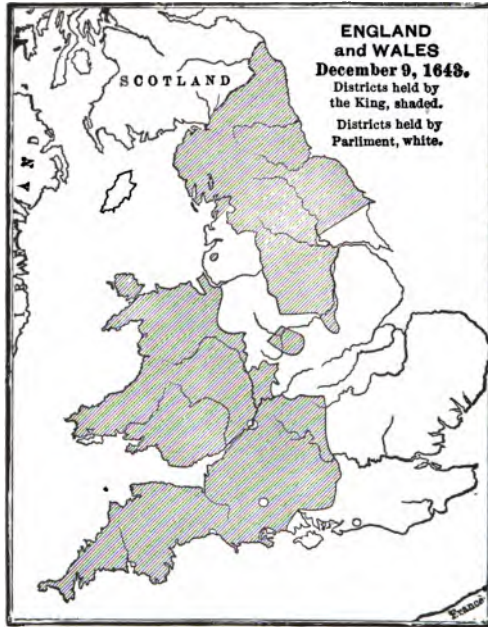 ENGLAND
and WALES
December 9, 1643.
Districts held by
the King, shaded.
Districts held by
Parliment, white.
SCOTLAND
IRELAND
France